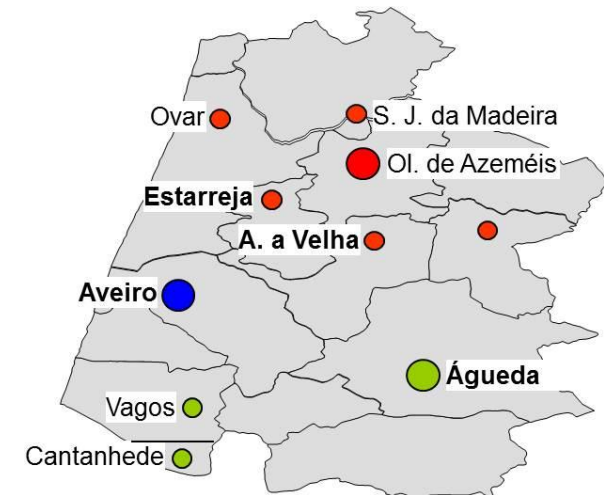 Ovar
S. J. da Madeira
Ol. de Azeméis
Estarreja
A. a Velha
Aveiro
Águeda
Vagos
Cantanhede